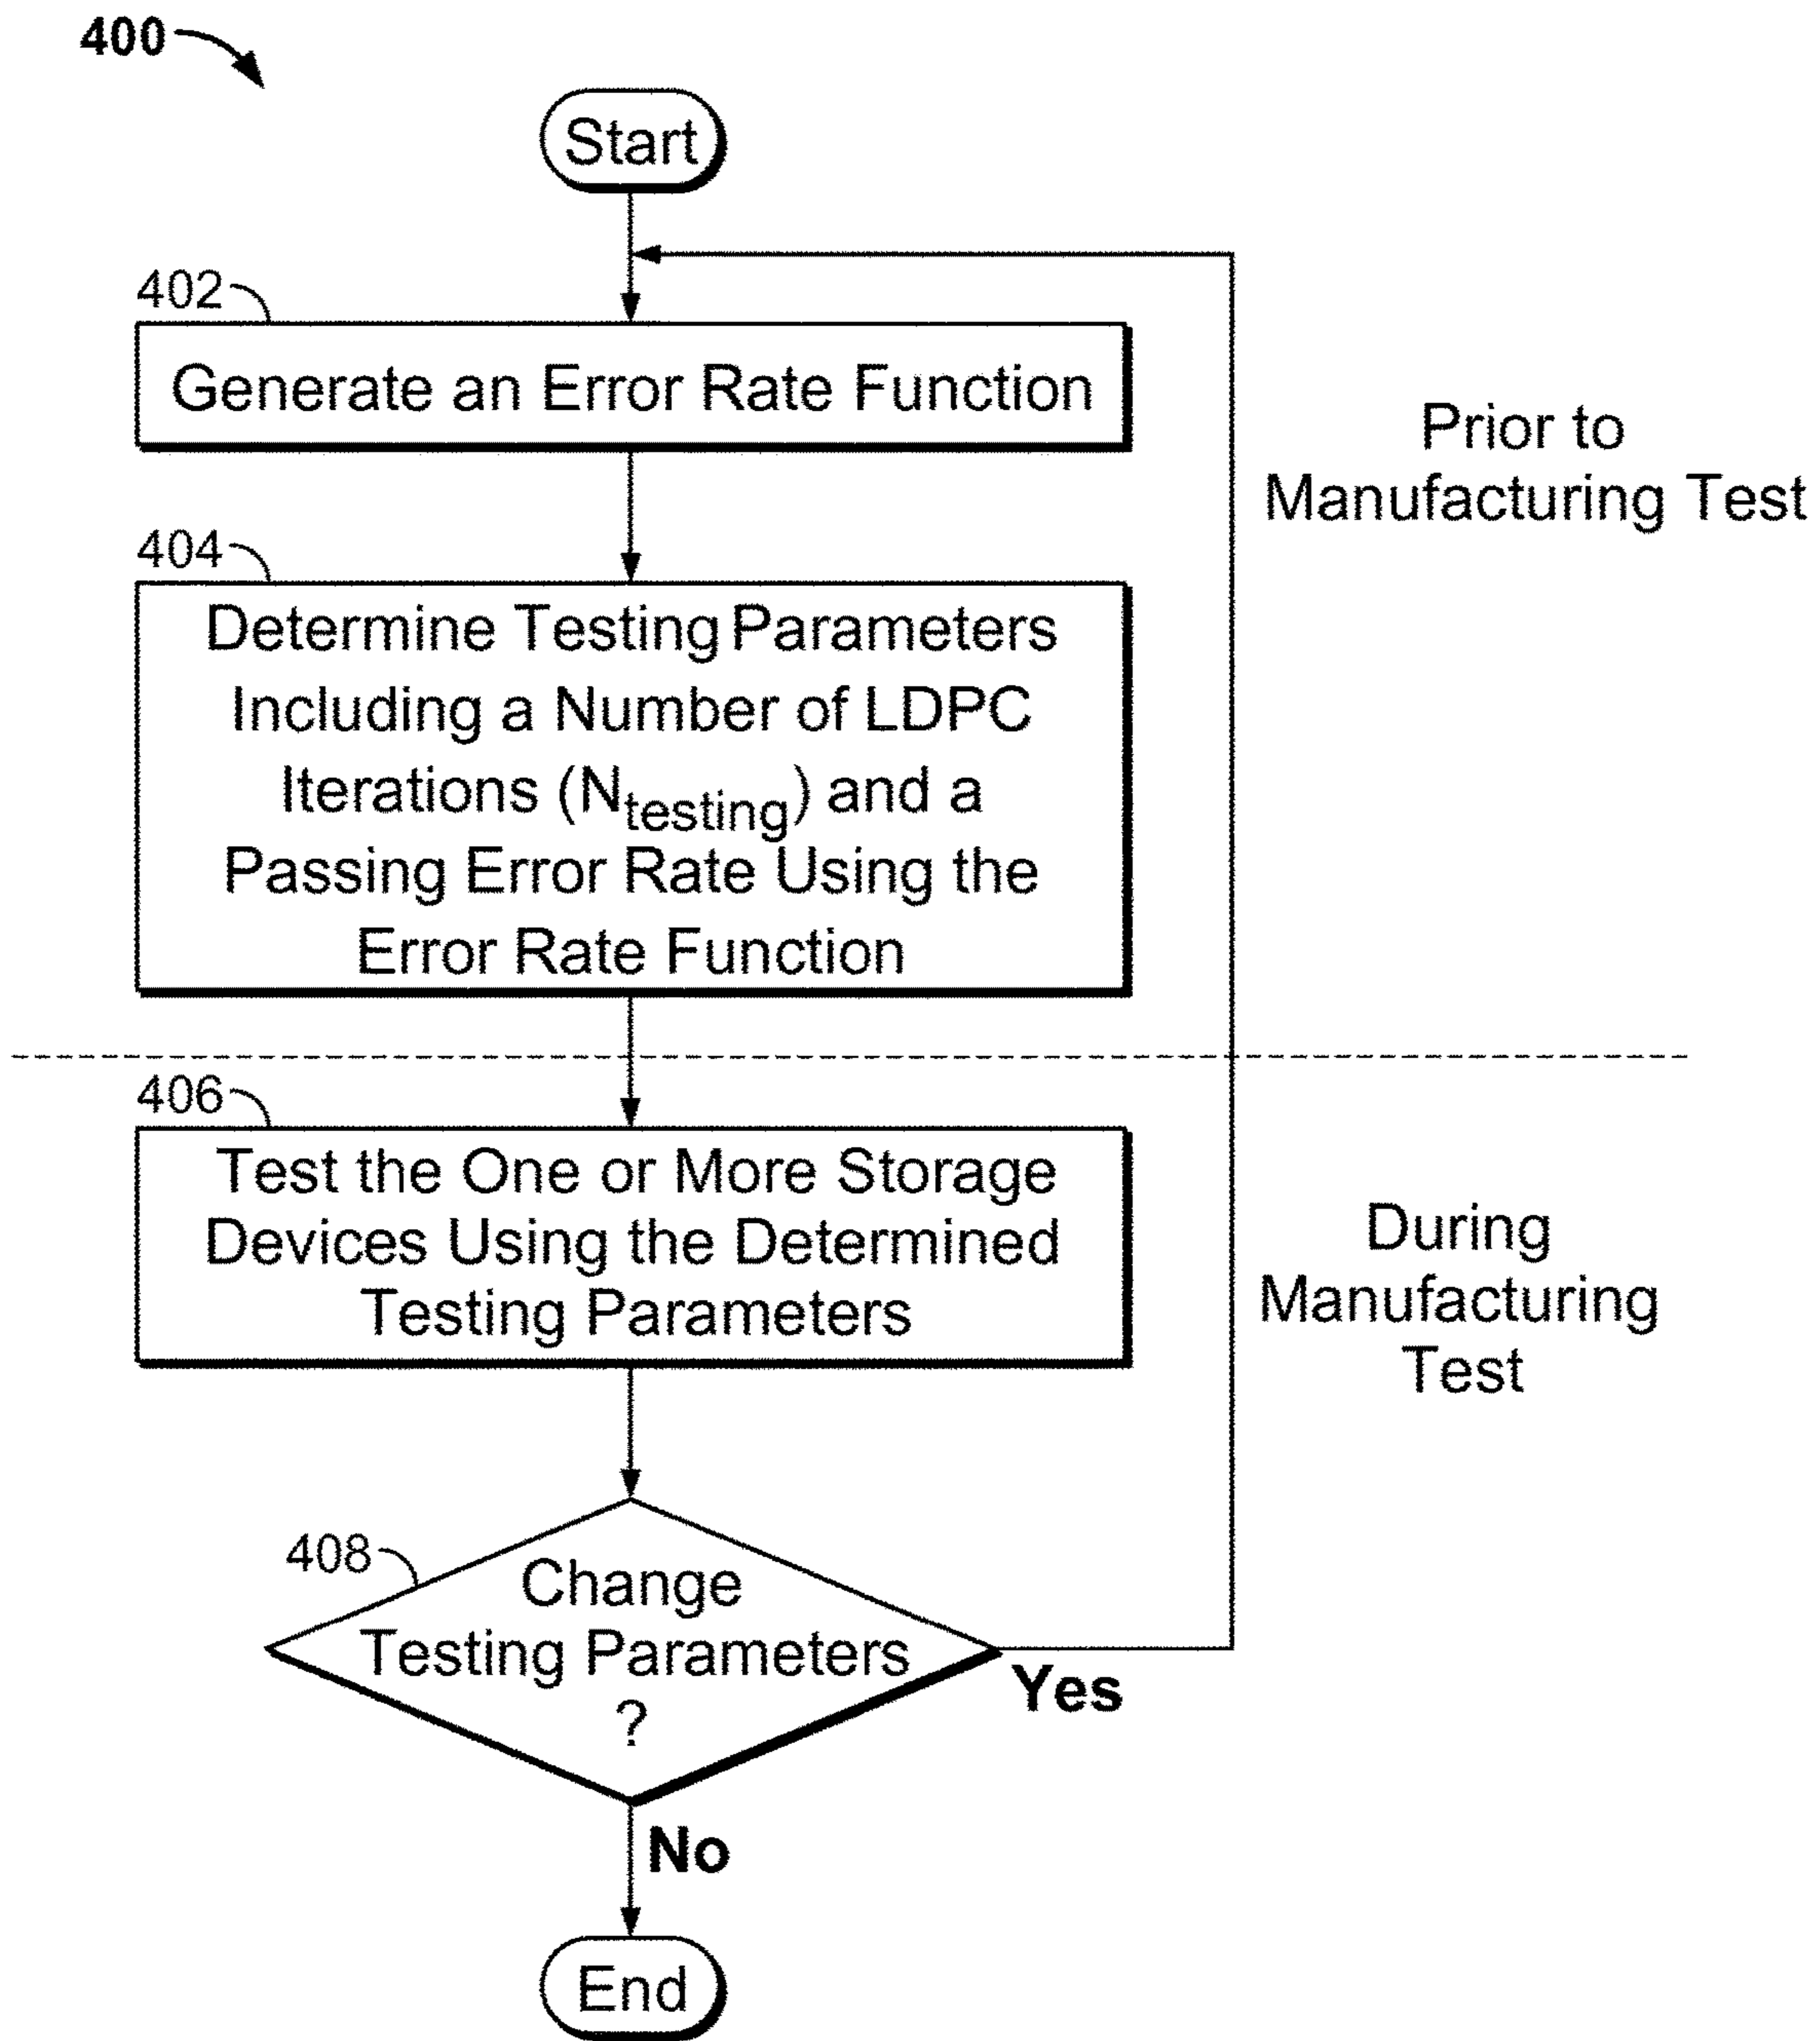 400
Start
402
Generate an Error Rate Function
Prior to
Manufacturing Test
404
Determine Testing Parameters
Including a Number of LDPC
Iterations (Ntesting) and a
Passing Error Rate Using the
Error Rate Function
406
Test the One or More Storage
Devices Using the Determined
Testing Parameters
During
Manufacturing
Test
408
Change
Testing Parameters
?
Yes
No
End